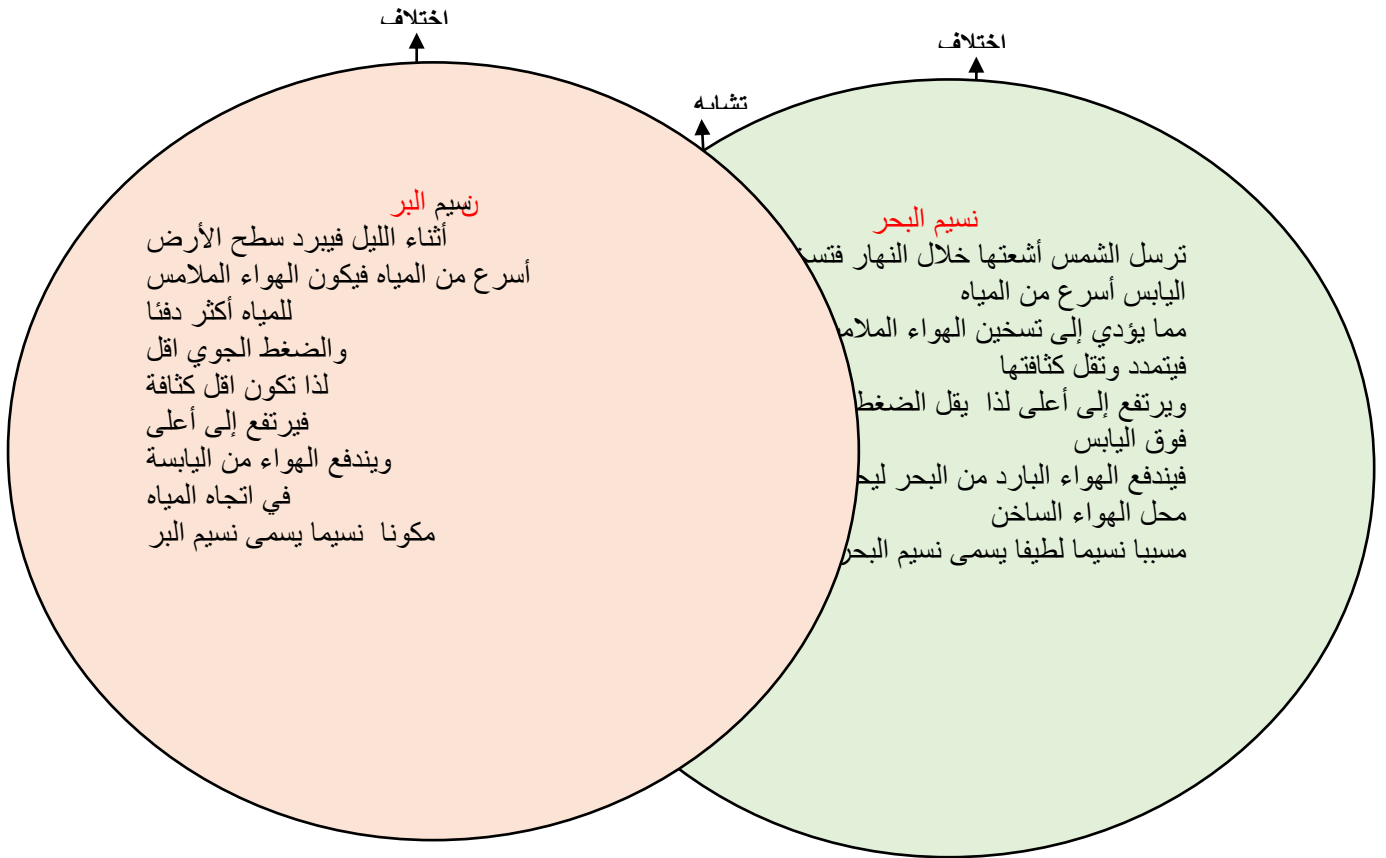 اختلاف
اختلاف
تشابه
نسيم البحر
ترسل الشمس أشعتها خلال النهار فتسخ
اليابس أسرع من المياه
مما يؤدي إلى تسخين الهواء الملام
فيتمدد وتقل كثافتها
ويرتفع إلى أعلى لذا يقل الضغط
فوق اليابس
فيندفع الهواء البارد من البحر ليح
محل الهواء الساخن
مسببا نسيما لطيفا يسمى نسيم البحر
نسيم البر
أثناء الليل فيبرد سطح الأرض
أسرع من المياه فيكون الهواء الملامس
للمياه أكثر دفئا
والضغط الجوي اقل
لذا تكون اقل كثافة
فيرتفع إلى أعلى
ويندفع الهواء من اليابسة
في اتجاه المياه
مكونا نسيما يسمى نسيم البر